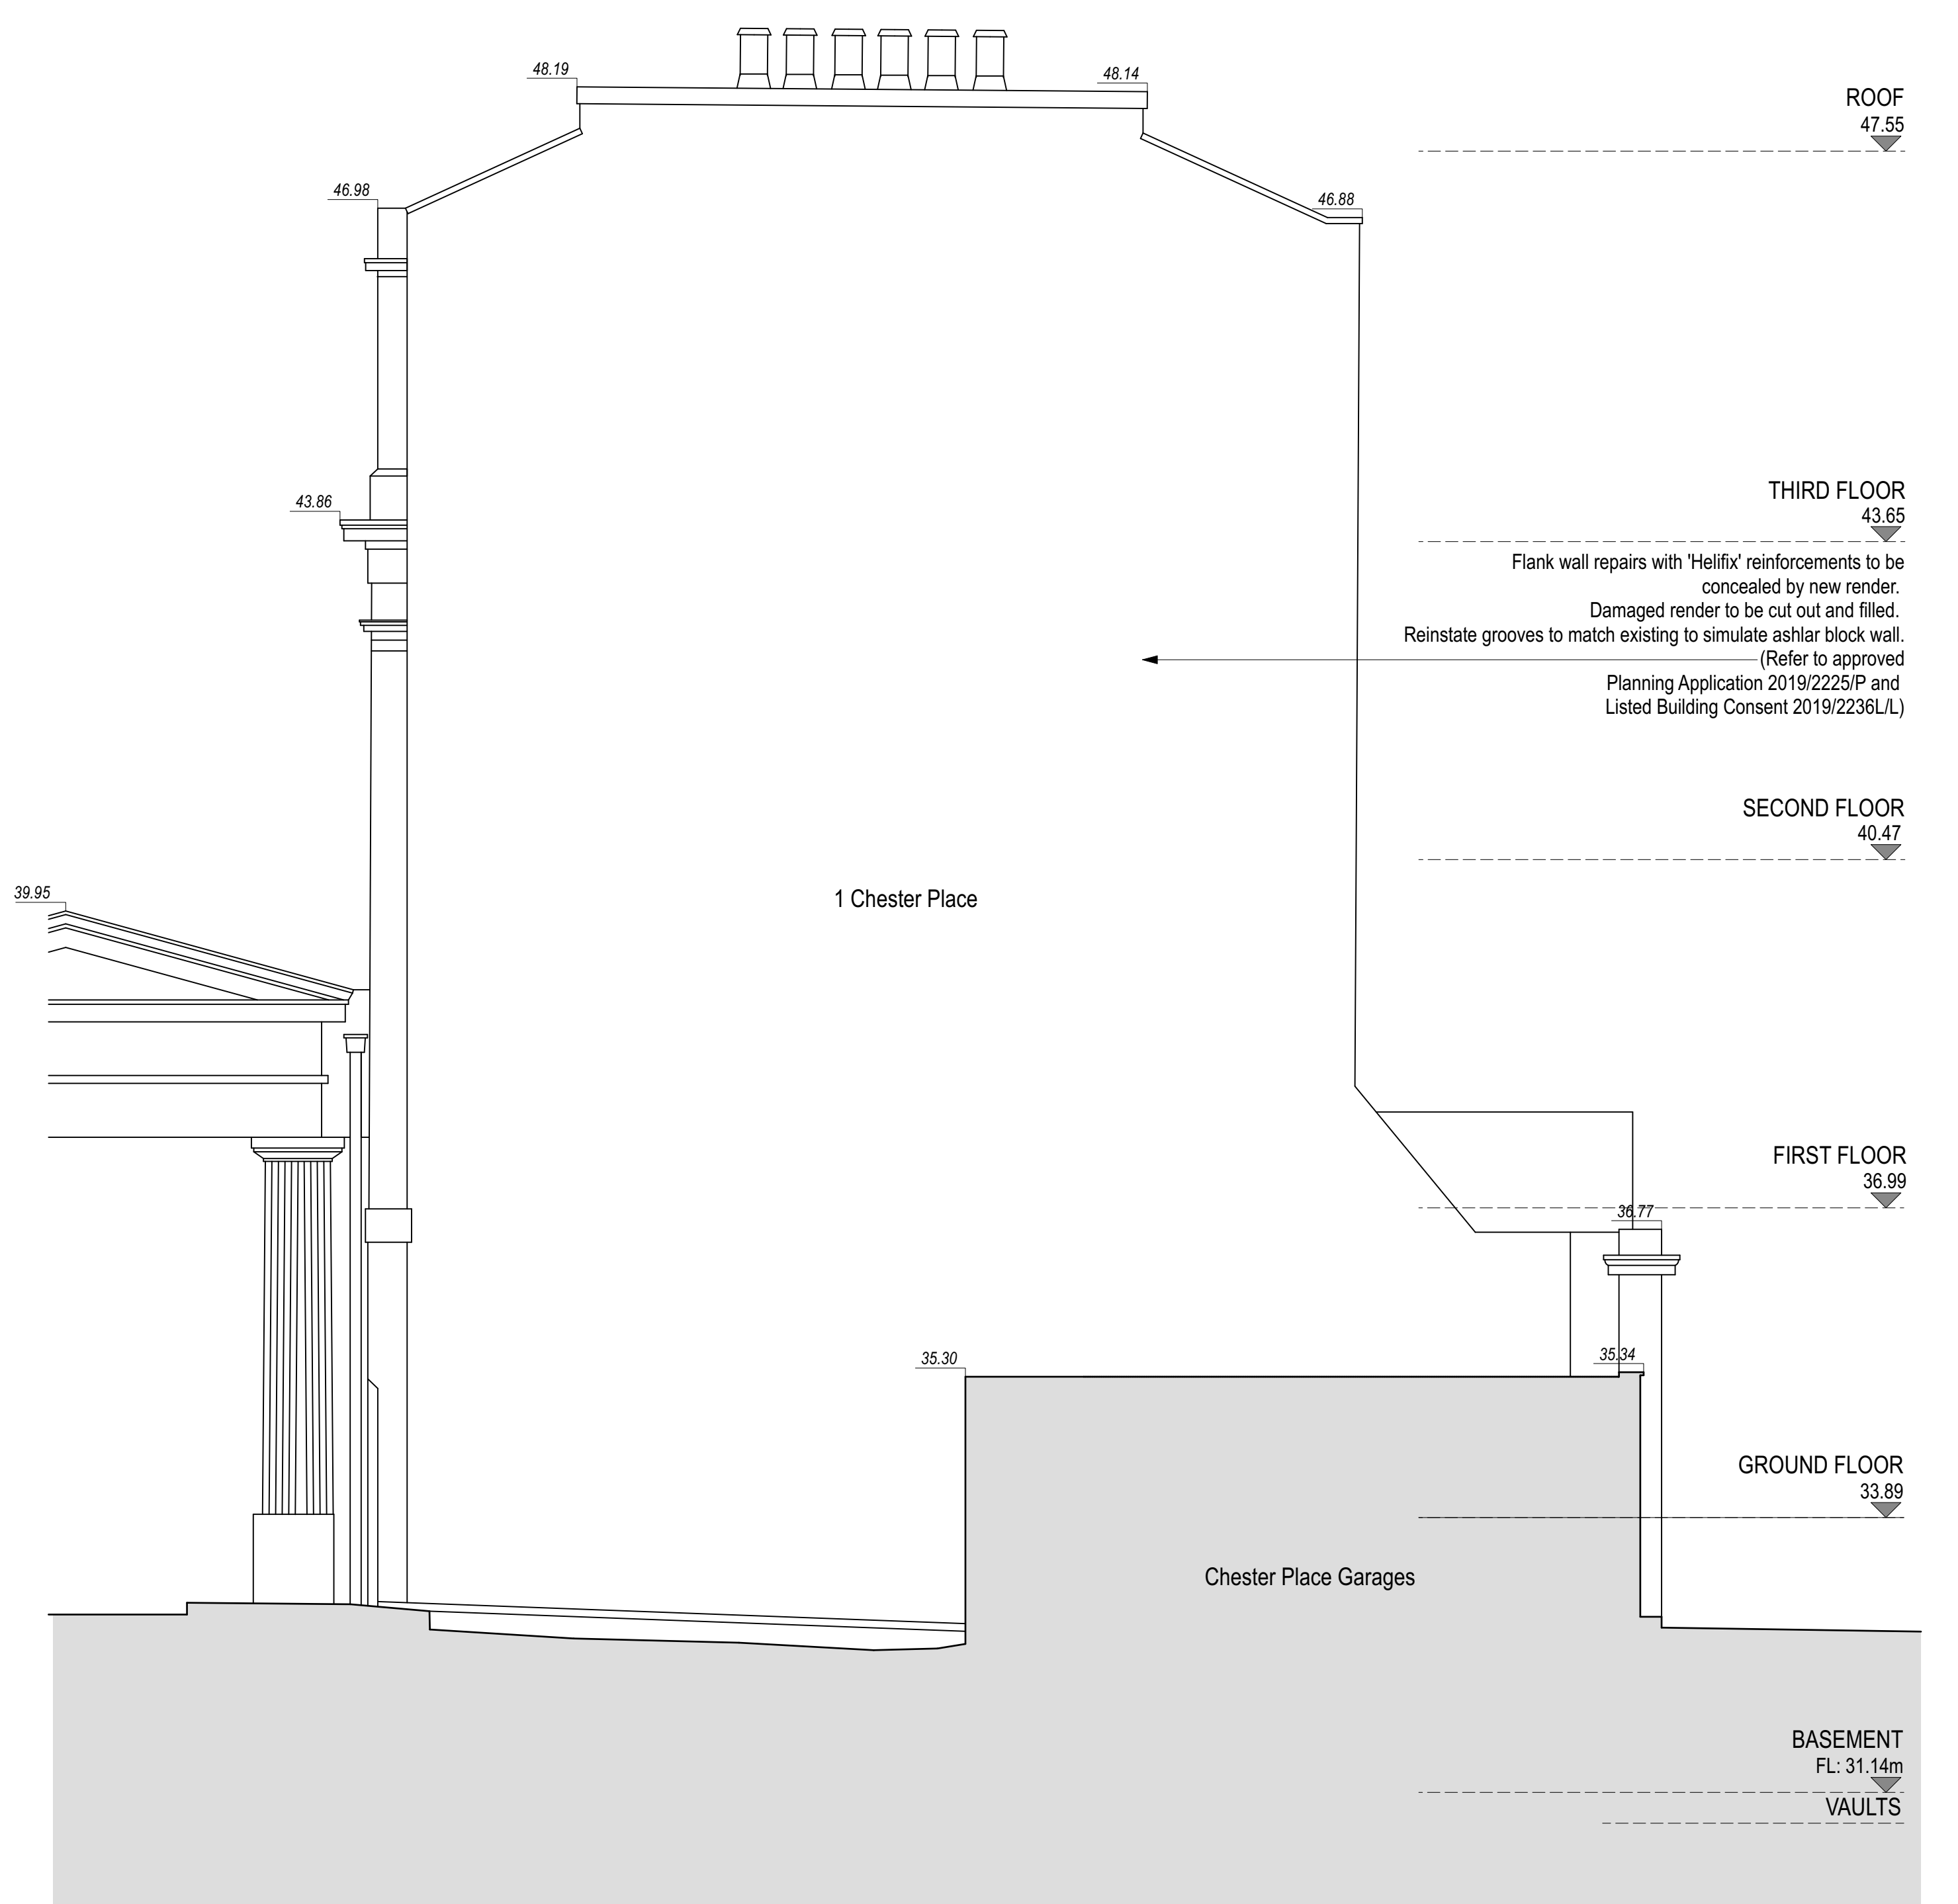 48.19
48.14
ROOF
47.55
46.98
46.88
THIRD FLOOR
43.65
43.86
Flank wall repairs with 'Helifix' reinforcements to be
concealed by new render.
Damaged render to be cut out and filled.
Reinstate grooves to match existing to simulate ashlar block wall.
(Refer to approved
Planning Application 2019/2225/P and
Listed Building Consent 2019/2236L/L)
SECOND FLOOR
40.47
39.95
1 Chester Place
FIRST FLOOR
36.99
36.77
35.30
35.34
GROUND FLOOR
33.89
Chester Place Garages
BASEMENT
FL: 31.14m
VAULTS